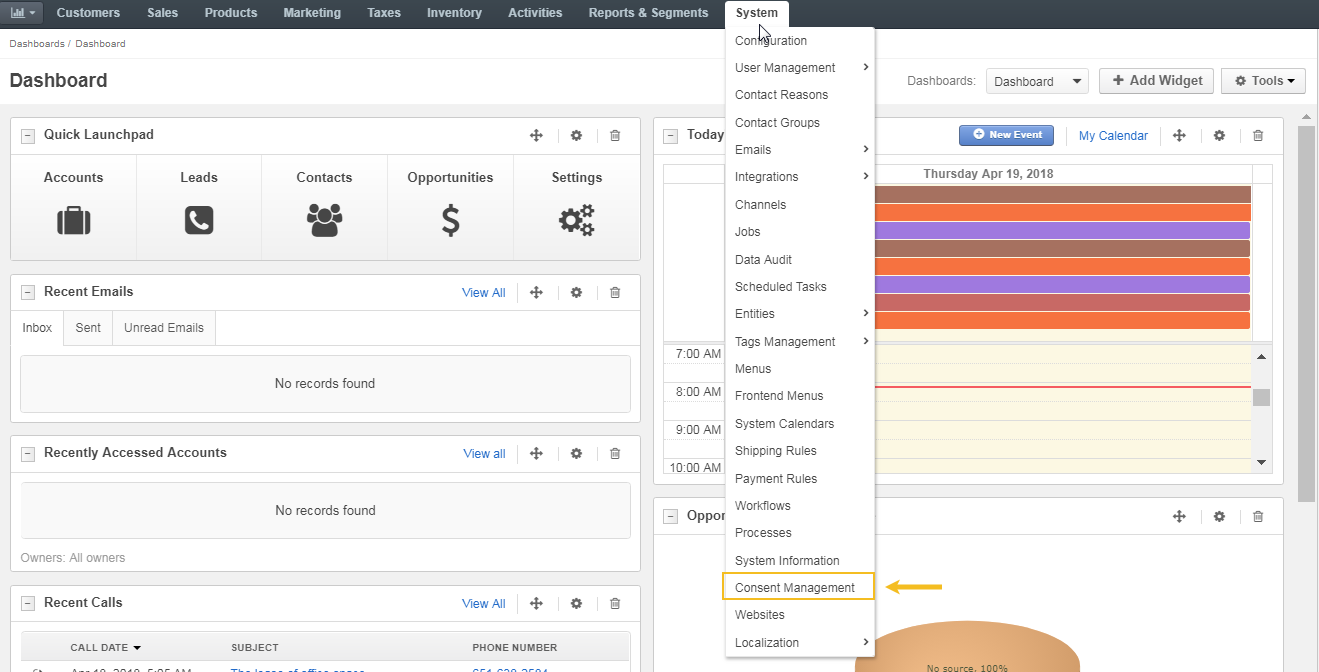 Customers Sales Products Marketing Taxes Inventory Activities Reports & Segments System
Dashboards / Dashboard
Dashboard
Dashboards: Dashboard Add Widget Tools
Configuration
User Management
Contact Reasons
Contact Groups
Emails
Integrations
Channels
Jobs
Data Audit
Scheduled Tasks
Entities
Tags Management
Menus
Frontend Menus
System Calendars
Shipping Rules
Payment Rules
Workflows
Processes
System Information
Consent Management
Websites
Localization
Quick Launchpad
Accounts Leads Contacts Opportunities Settings
Recent Emails View All
Inbox Sent Unread Emails
No records found
Recently Accessed Accounts View all
No records found
Owners: All owners
Recent Calls View All
CALL DATE SUBJECT PHONE NUMBER
Today New Event My Calendar
Thursday Apr 19, 2018
7:00 AM
8:00 AM
9:00 AM
10:00 AM
Oppor
No source, 100%